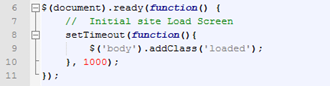 6 $(document).ready(function() {
7 // Initial site Load Screen
8 setTimeout(function(){
9 $('body').addClass('loaded');
10 }, 1000);
11 });